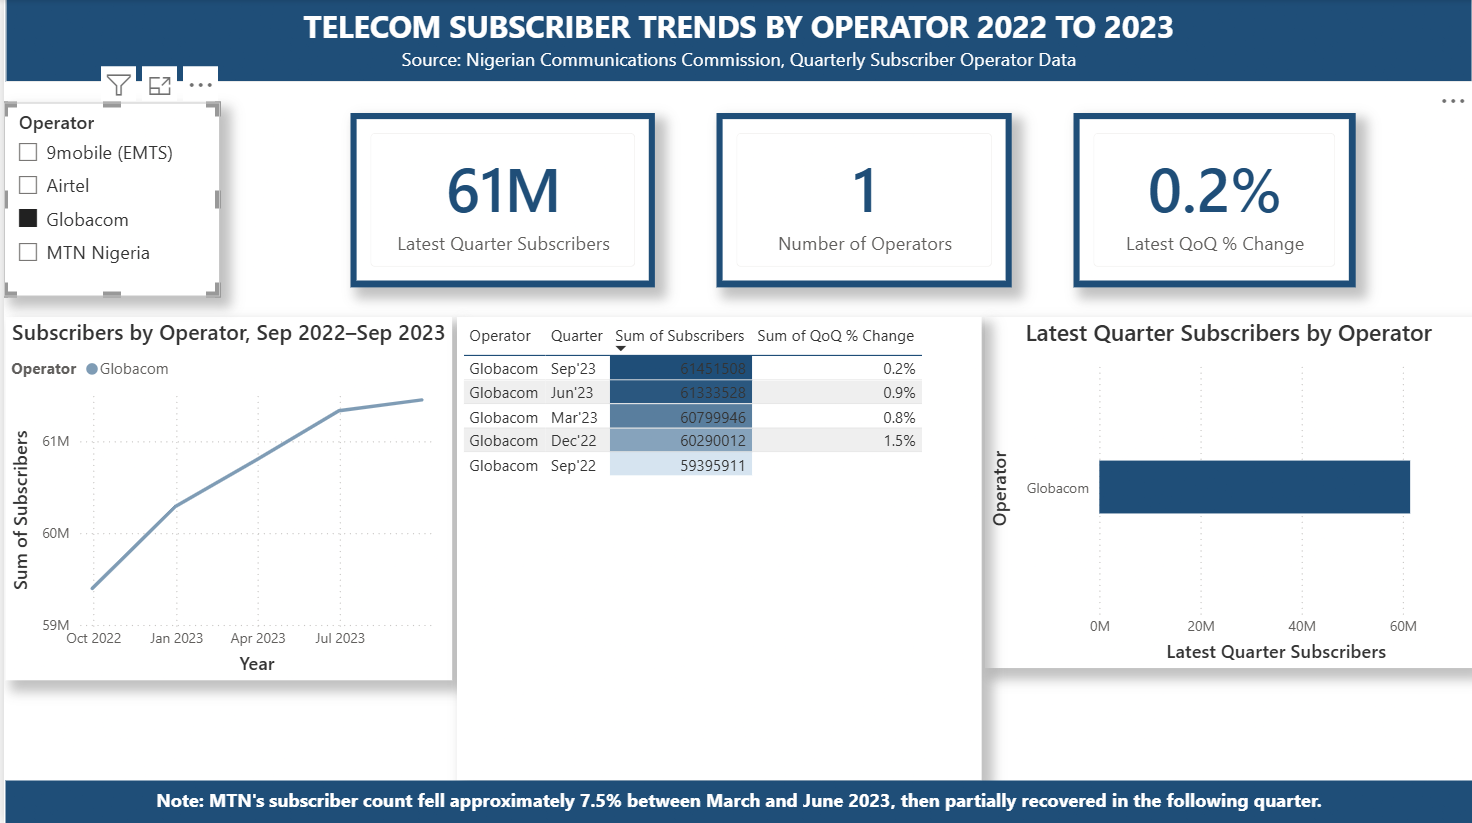 TELECOM SUBSCRIBER TRENDS BY OPERATOR 2022 TO 2023
Source: Nigerian Communications Commission, Quarterly Subscriber Operator Data
Operator
9mobile (EMTS)
Airtel
Globacom
MTN Nigeria
61M
Latest Quarter Subscribers
1
Number of Operators
0.2%
Latest QoQ % Change
Subscribers by Operator, Sep 2022–Sep 2023
Operator Globacom
Sum of Subscribers
61M
60M
59M
Oct 2022 Jan 2023 Apr 2023 Jul 2023
Year
Operator Quarter Sum of Subscribers Sum of QoQ % Change
Globacom Sep'23 61451508 0.2%
Globacom Jun'23 61333528 0.9%
Globacom Mar'23 60799946 0.8%
Globacom Dec'22 60290012 1.5%
Globacom Sep'22 59395911
Latest Quarter Subscribers by Operator
Operator
Globacom
0M 20M 40M 60M
Latest Quarter Subscribers
Note: MTN's subscriber count fell approximately 7.5% between March and June 2023, then partially recovered in the following quarter.